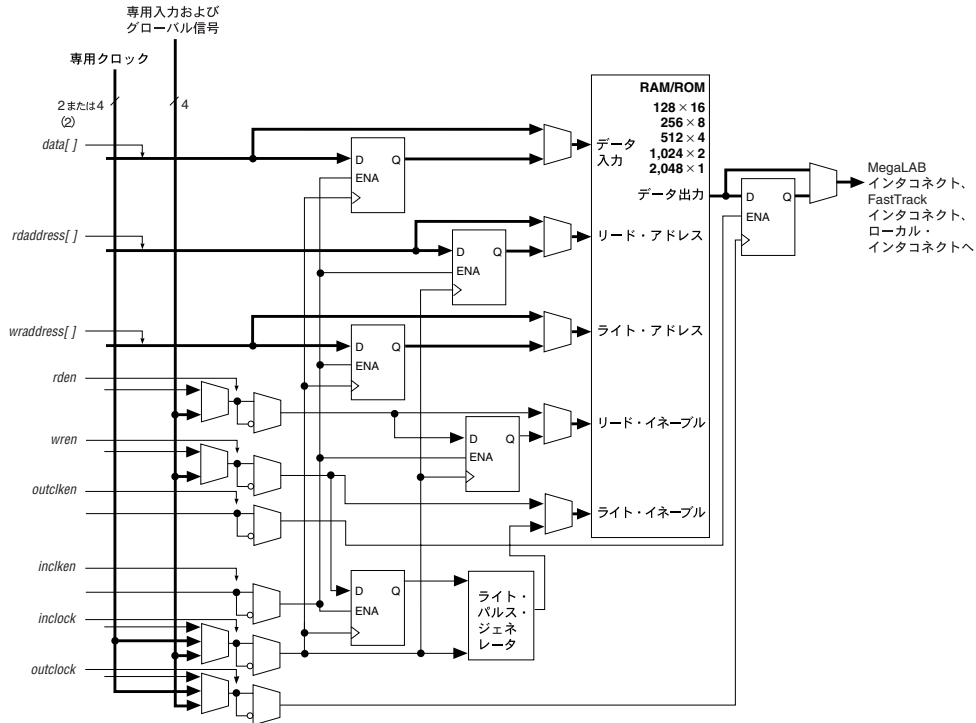 専用入力および
グローバル信号
専用クロック
2または4
(2)
4
data[ ]
D Q
ENA
rdaddress[ ]
D Q
ENA
wraddress[ ]
D Q
ENA
rden
D Q
ENA
wren
outclken
inclken
D Q
ENA
inclock
outclock
ライト・
パルス・
ジェネ
レータ
RAM/ROM
128 × 16
256 × 8
512 × 4
1,024 × 2
2,048 × 1
データ
入力
データ出力
リード・アドレス
ライト・アドレス
リード・イネーブル
ライト・イネーブル
D Q
ENA
MegaLAB
インタコネクト、
FastTrack
インタコネクト、
ローカル・
インタコネクトへ